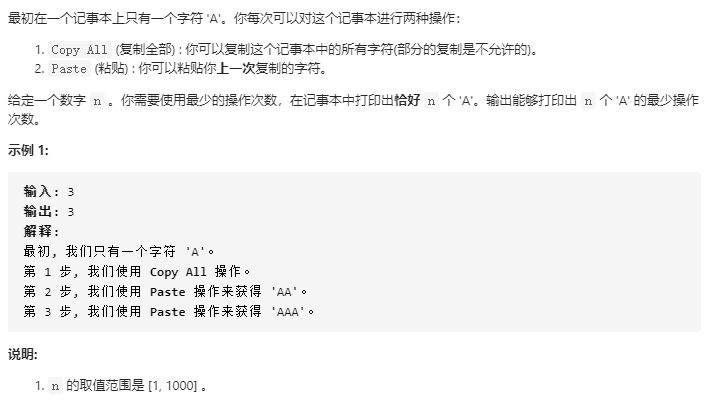 最初在一个记事本上只有一个字符 'A'。你每次可以对这个记事本进行两种操作：
1. Copy All (复制全部) : 你可以复制这个记事本中的所有字符(部分的复制是不允许的)。
2. Paste (粘贴) : 你可以粘贴你上一次复制的字符。
给定一个数字 n 。你需要使用最少的操作次数，在记事本中打印出恰好 n 个 'A'。输出能够打印出 n 个 'A' 的最少操作
次数。
示例 1:
输入: 3
输出: 3
解释:
最初, 我们只有一个字符 'A'。
第 1 步, 我们使用 Copy All 操作。
第 2 步, 我们使用 Paste 操作来获得 'AA'。
第 3 步, 我们使用 Paste 操作来获得 'AAA'。
说明:
1. n 的取值范围是 [1, 1000] 。